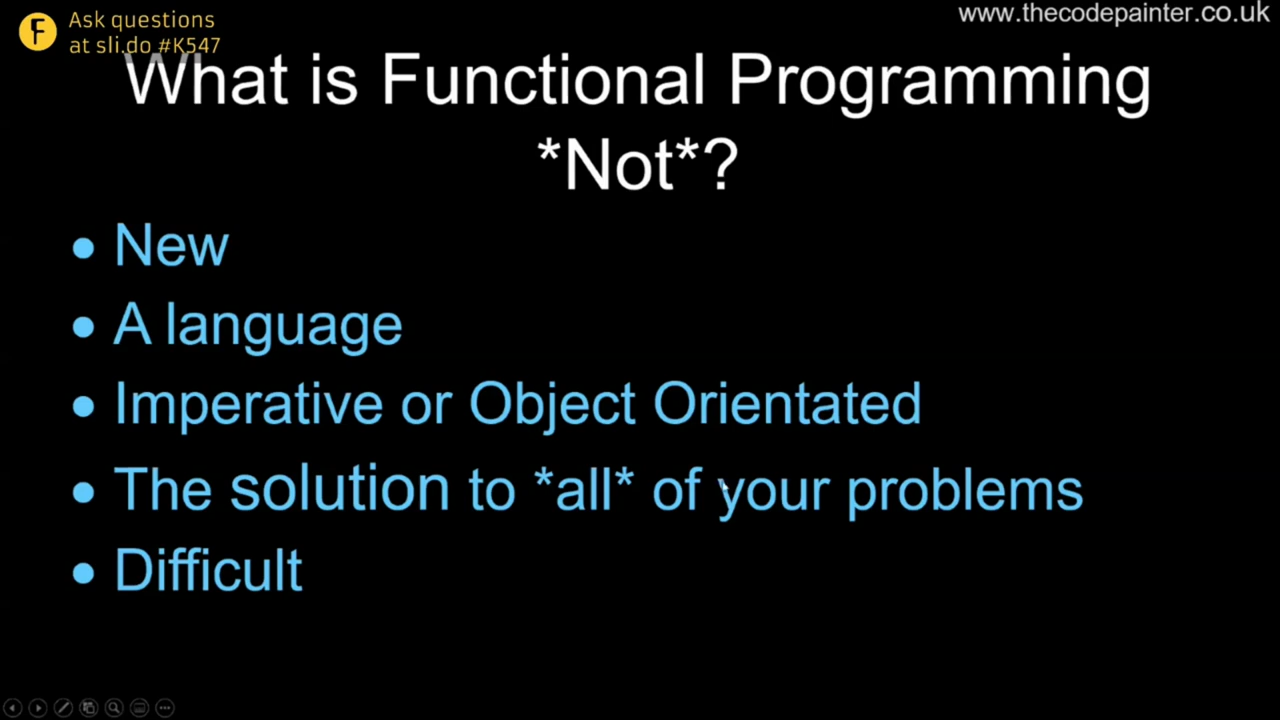 Ask questions
at sli.do #K547
www.thecodepainter.co.uk
What is Functional Programming
*Not*?
• New
• A language
• Imperative or Object Orientated
• The solution to *all* of your problems
• Difficult